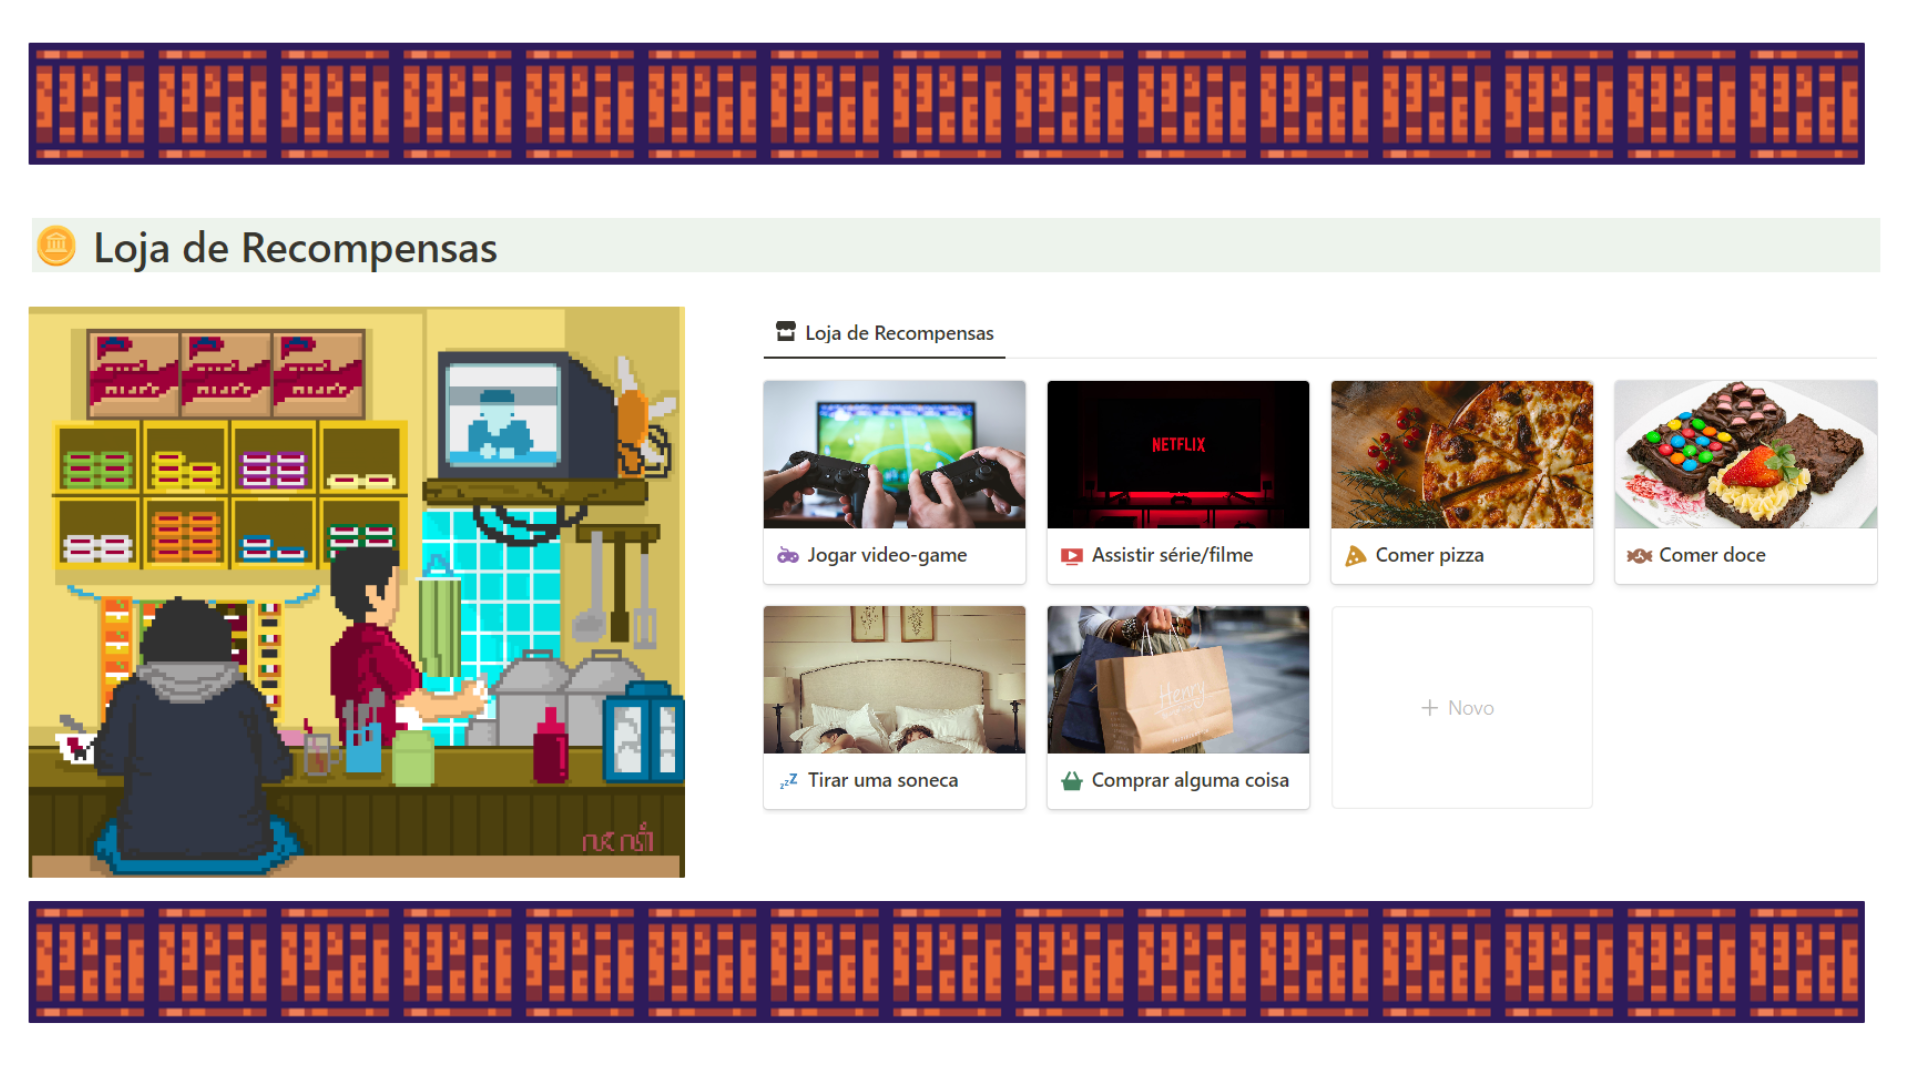 Loja de Recompensas
Loja de Recompensas
NETFLIX
Jogar video-game
Assistir série/filme
Comer pizza
Comer doce
Henry
z z Z
Tirar uma soneca
Comprar alguma coisa
+ Novo